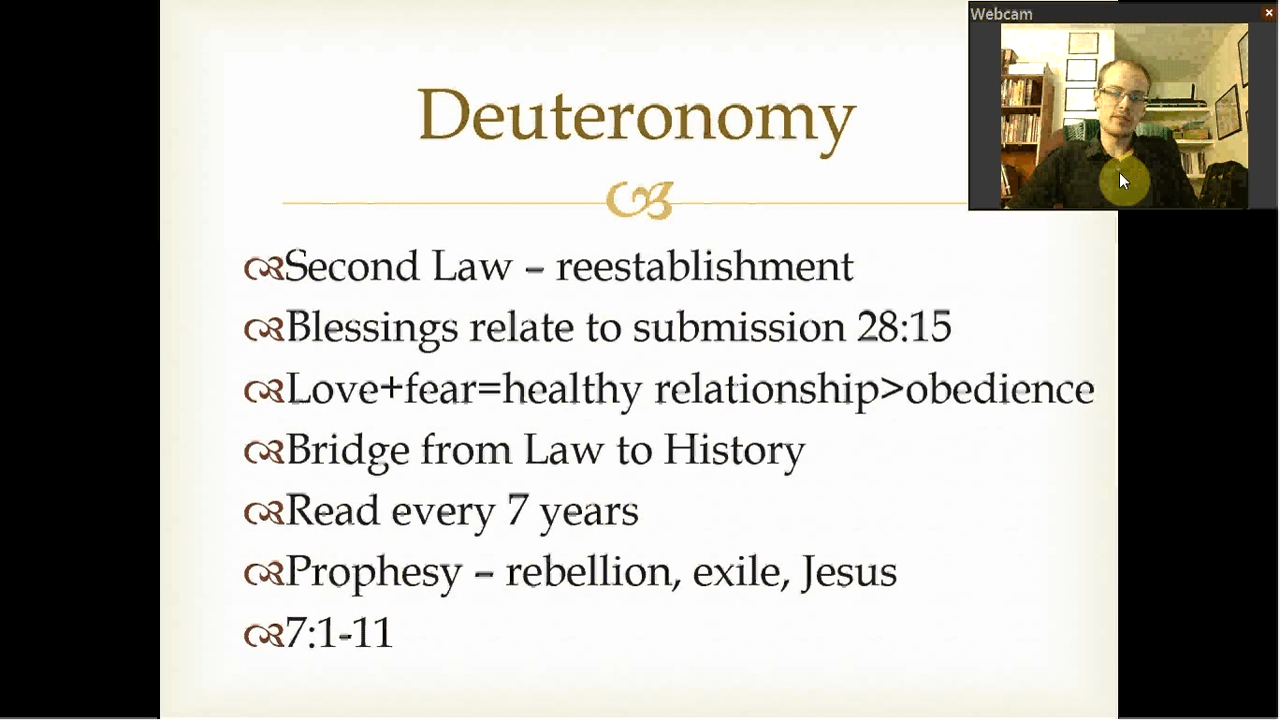 Webcam
Deuteronomy
Second Law – reestablishment
Blessings relate to submission 28:15
Love+fear=healthy relationship>obedience
Bridge from Law to History
Read every 7 years
Prophesy – rebellion, exile, Jesus
7:1-11